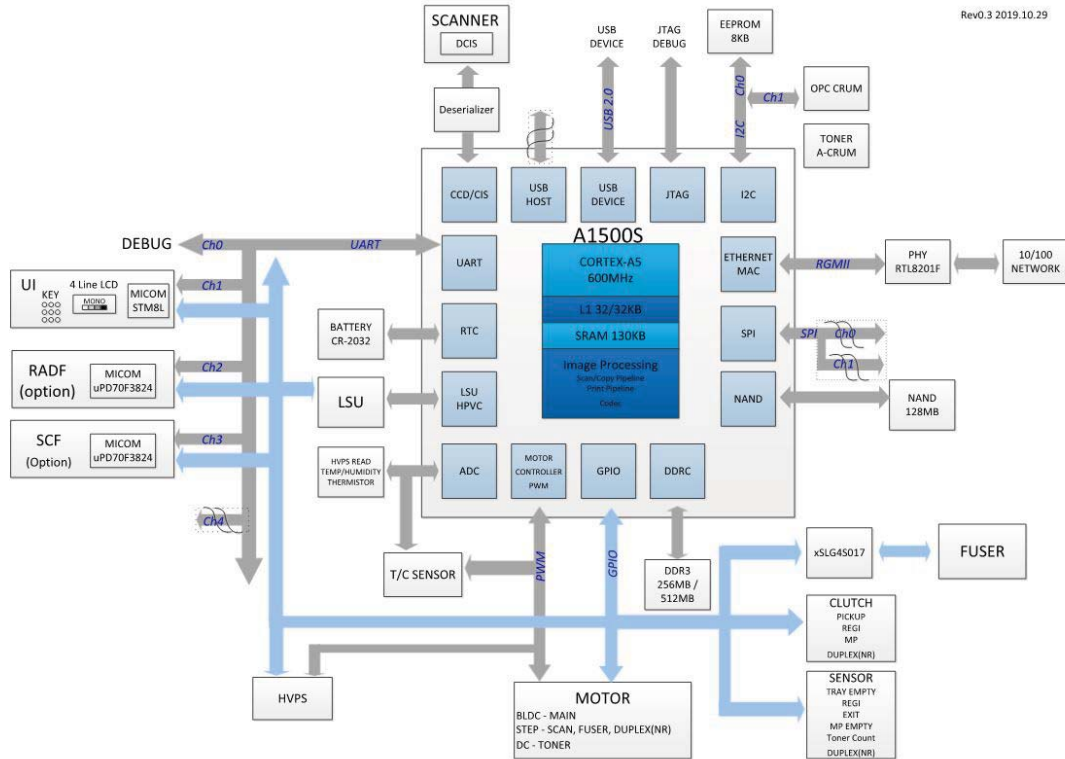 Rev0.3 2019.10.29
SCANNER
DCIS
USB
DEVICE
JTAG
DEBUG
EEPROM
8KB
Deserializer
USB 2.0
I2C
Ch0
Ch1
OPC CRUM
TONER
A-CRUM
CCD/CIS
USB
HOST
USB
DEVICE
JTAG
I2C
A1500S
DEBUG
Ch0
UART
UART
CORTEX-A5
600MHz
ETHERNET
MAC
RGMII
PHY
RTL8201F
10/100
NETWORK
UI
KEY
4 Line LCD
MONO
MICOM
STM8L
Ch1
BATTERY
CR-2032
RTC
L1 32/32KB
SRAM 130KB
SPI
SPI
Ch0
Ch1
RADF
(option)
MICOM
uPD70F3824
Ch2
LSU
LSU
HPVC
Image Processing
Scan/Copy Pipeline
Print Pipeline
Codec
NAND
NAND
128MB
SCF
(Option)
MICOM
uPD70F3824
Ch3
HVPS READ
TEMP/HUMIDITY
THERMISTOR
ADC
MOTOR
CONTROLLER
PWM
GPIO
DDRC
Ch4
T/C SENSOR
PWM
GPIO
DDR3
256MB /
512MB
xSLG4S017
FUSER
CLUTCH
PICKUP
REGI
MP
DUPLEX(NR)
HVPS
MOTOR
BLDC - MAIN
STEP - SCAN, FUSER, DUPLEX(NR)
DC - TONER
SENSOR
TRAY EMPTY
REGI
EXIT
MP EMPTY
Toner Count
DUPLEX(NR)